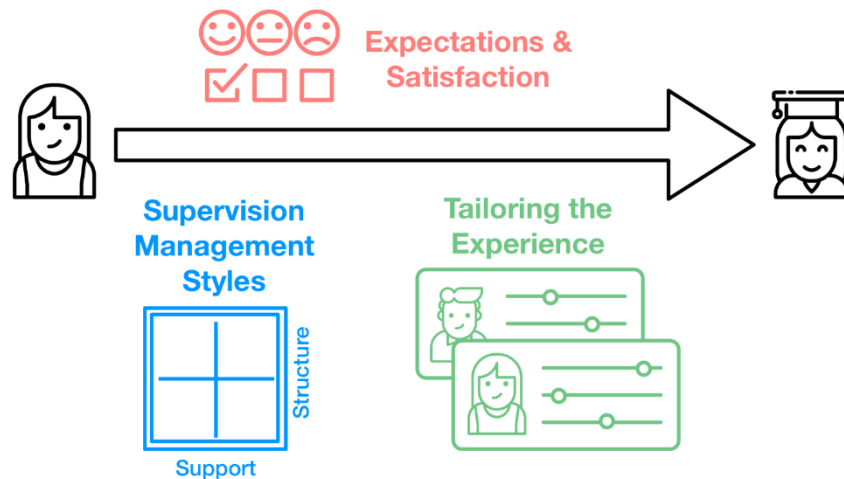 Expectations &
Satisfaction
Supervision
Management
Styles
Structure
Support
Tailoring the
Experience